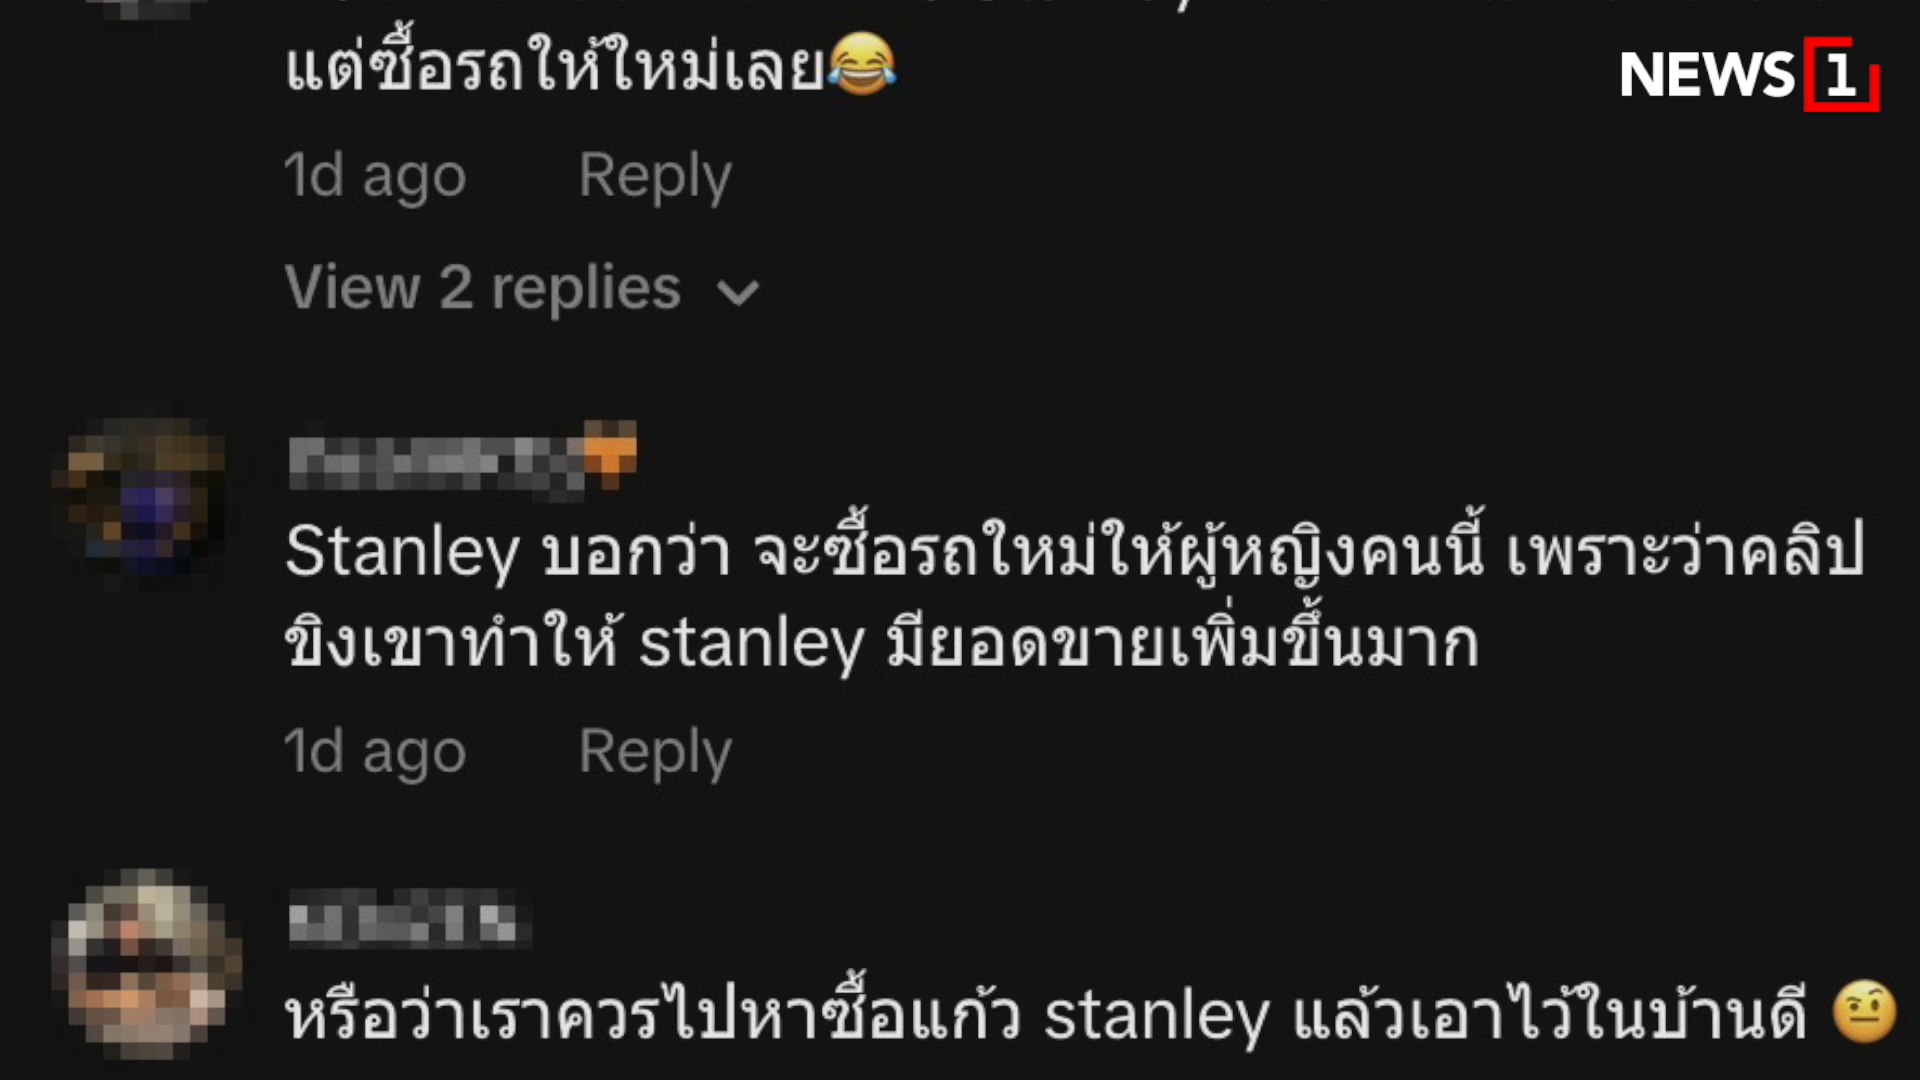 แต่ซื้อรถให้ใหม่เลย😂
NEWS 1
1d ago Reply
View 2 replies
Stanley บอกว่า จะซื้อรถใหม่ให้ผู้หญิงคนนี้ เพราะว่าคลิป
ขิงเขาทำให้ stanley มียอดขายเพิ่มขึ้นมาก
1d ago Reply
หรือว่าเราควรไปหาซื้อแก้ว stanley แล้วเอาไว้ในบ้านดี 🤨